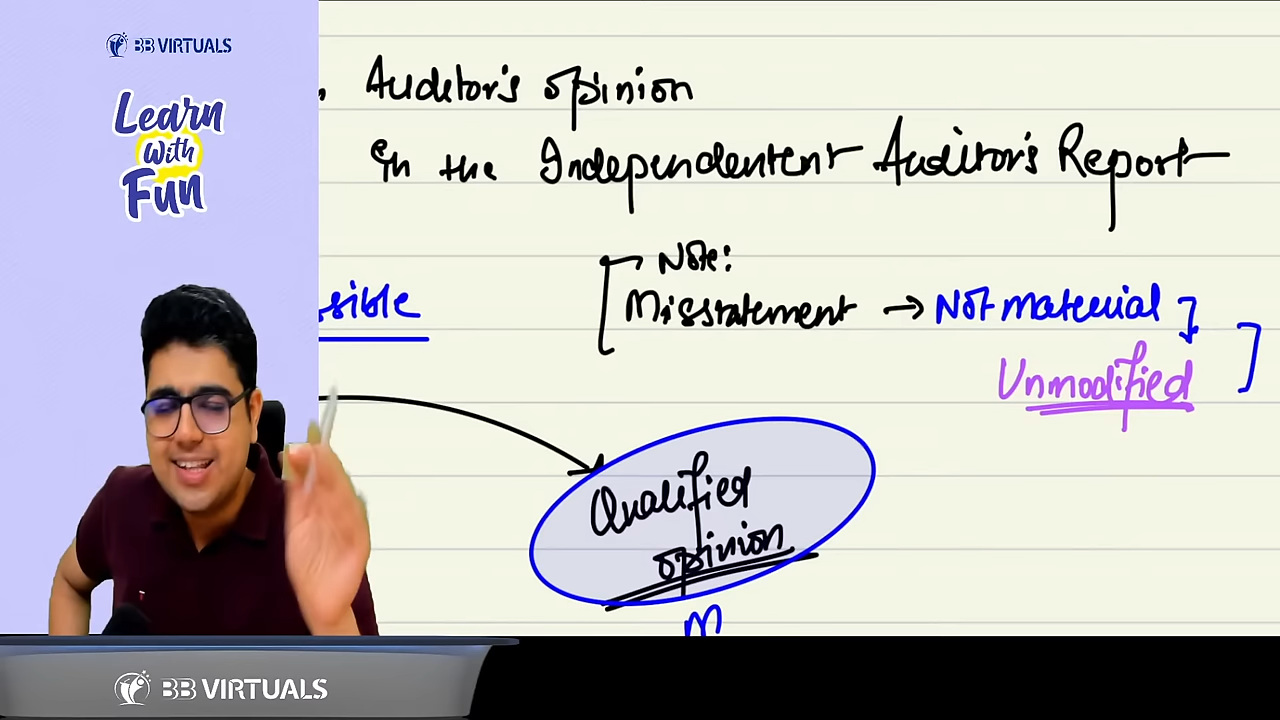 BB VIRTUALS
Learn
with
Fun
Auditor's opinion
In the Independentent Auditor's Report
Note:
Misstatement → Not material
Unmodified
sible
Qualified
opinion
M
BB VIRTUALS